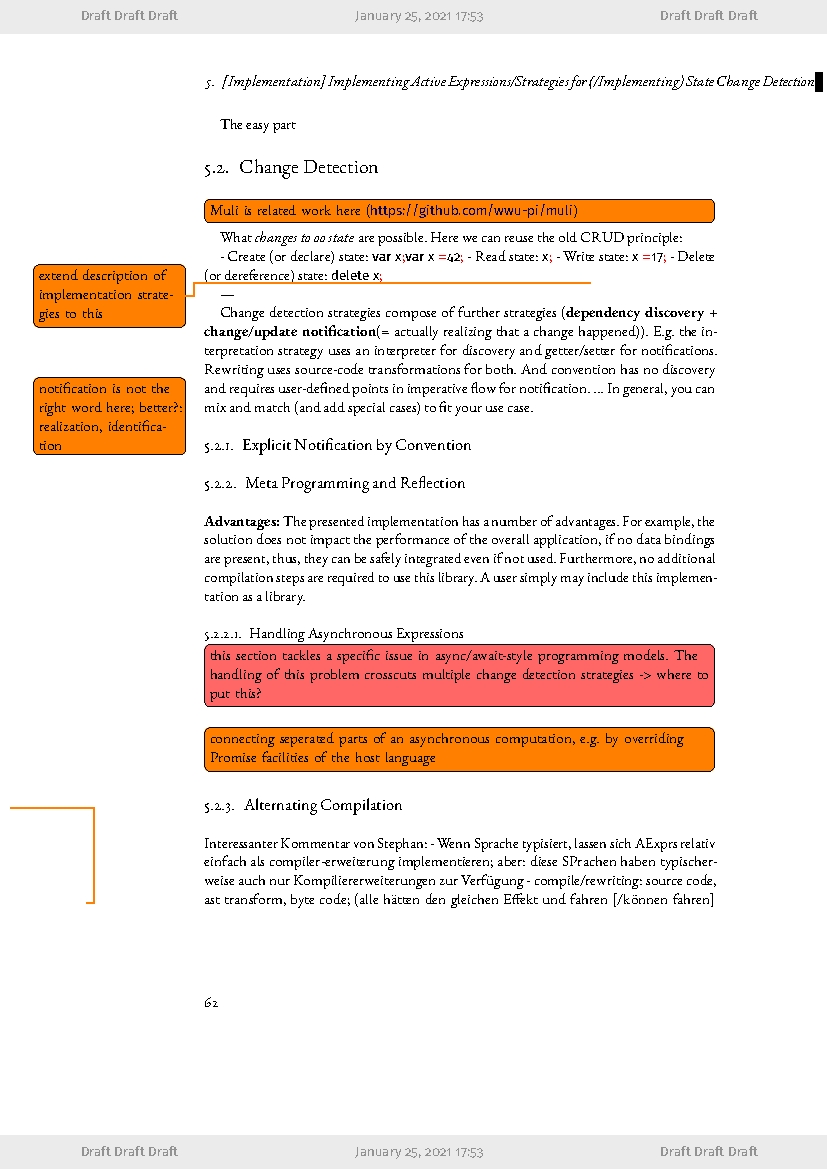 Draft Draft Draft January 25, 2021 17:53 Draft Draft Draft
5. [Implementation] Implementing Active Expressions/Strategies for (/Implementing) State Change Detection
The easy part
5.2. Change Detection
Muli is related work here (https://github.com/wwu-pi/muli)
What changes to oo state are possible. Here we can reuse the old CRUD principle:
- Create (or declare) state: var x;var x =42; - Read state: x; - Write state: x =17; - Delete
(or dereference) state: delete x;
extend description of
implementation strate-
gies to this
—
Change detection strategies compose of further strategies (dependency discovery +
change/update notification(= actually realizing that a change happened)). E.g. the in-
terpretation strategy uses an interpreter for discovery and getter/setter for notifications.
Rewriting uses source-code transformations for both. And convention has no discovery
and requires user-defined points in imperative flow for notification. ... In general, you can
mix and match (and add special cases) to fit your use case.
notification is not the
right word here; better?:
realization, identifica-
tion
5.2.1. Explicit Notification by Convention
5.2.2. Meta Programming and Reflection
Advantages: The presented implementation has a number of advantages. For example, the
solution does not impact the performance of the overall application, if no data bindings
are present, thus, they can be safely integrated even if not used. Furthermore, no additional
compilation steps are required to use this library. A user simply may include this implemen-
tation as a library.
5.2.2.1. Handling Asynchronous Expressions
this section tackles a specific issue in async/await-style programming models. The
handling of this problem crosscuts multiple change detection strategies -> where to
put this?
connecting seperated parts of an asynchronous computation, e.g. by overriding
Promise facilities of the host language
5.2.3. Alternating Compilation
Interessanter Kommentar von Stephan: - Wenn Sprache typisiert, lassen sich AExprs relativ
einfach als compiler-erweiterung implementieren; aber: diese SPrachen haben typischer-
weise auch nur Kompilierererweiterungen zur Verfügung - compile/rewriting: source code,
ast transform, byte code; (alle hätten den gleichen Effekt und fahren [/können fahren]
62
Draft Draft Draft January 25, 2021 17:53 Draft Draft Draft